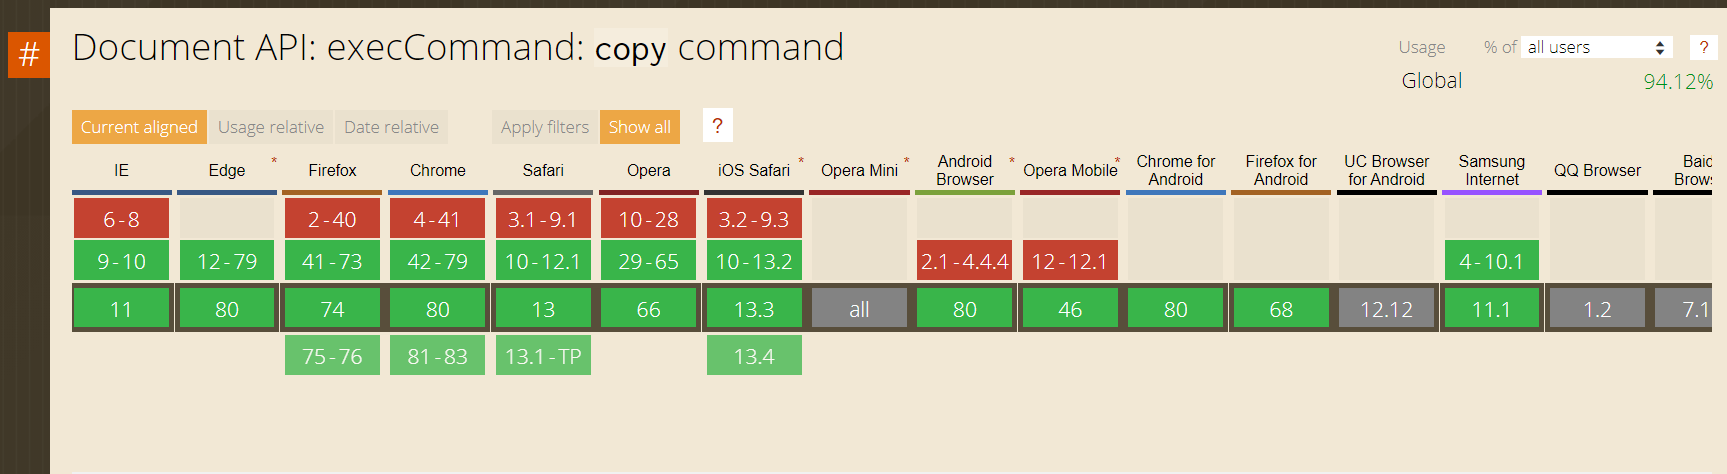 #
Document API: execCommand: copy command
Usage % of all users ?
Global 94.12%
Current aligned Usage relative Date relative Apply filters Show all ?
IE Edge * Firefox Chrome Safari Opera iOS Safari * Opera Mini * Android Browser * Opera Mobile * Chrome for Android Firefox for Android UC Browser for Android Samsung Internet QQ Browser
6-8 2-40 4-41 3.1-9.1 10-28 3.2-9.3
9-10 12-79 41-73 42-79 10-12.1 29-65 10-13.2 2.1-4.4.4 12-12.1 4-10.1
11 80 74 80 13 66 13.3 all 80 46 80 68 12.12 11.1 1.2 7.1
75-76 81-83 13.1-TP 13.4